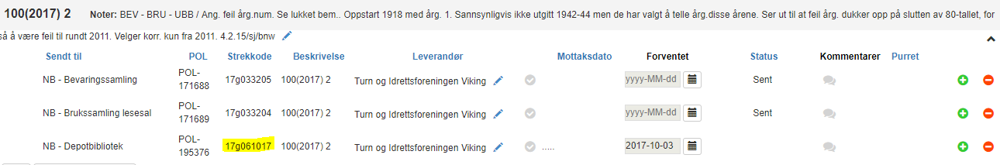 100(2017) 2 Noter: BEV - BRU - UBB / Ang. feil årg.num. Se lukket bem.. Oppstart 1918 med årg. 1. Sannsynligvis ikke utgitt 1942-44 men de har valgt å telle årg.disse årene. Ser ut til at feil årg. dukker opp på slutten av 80-tallet, for
så å være feil til rundt 2011. Velger korr. kun fra 2011. 4.2.15/sj/bnw
Sendt til POL Strekkode Beskrivelse Leverandør Mottaksdato Forventet Status Kommentarer Purret
NB - Bevaringssamling POL-171688 17g033205 100(2017) 2 Turn og Idrettsforeningen Viking yyyy-MM-dd Sent
NB - Brukssamling lesesal POL-171689 17g033204 100(2017) 2 Turn og Idrettsforeningen Viking yyyy-MM-dd Sent
NB - Depotbibliotek POL-195376 17g061017 100(2017) 2 Turn og Idrettsforeningen Viking ..... 2017-10-03